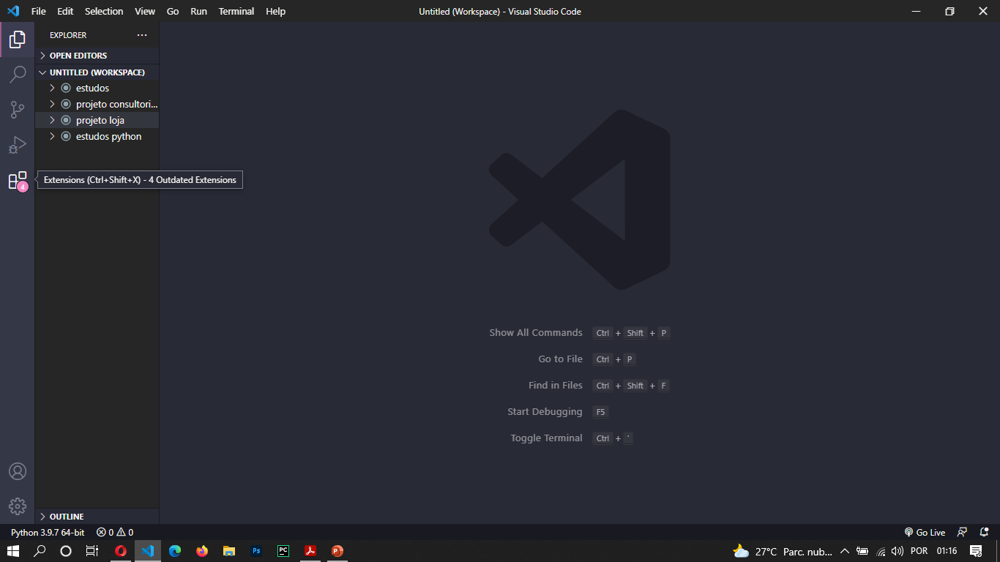 File Edit Selection View Go Run Terminal Help
Untitled (Workspace) - Visual Studio Code
EXPLORER
OPEN EDITORS
UNTITLED (WORKSPACE)
estudos
projeto consultori...
projeto loja
estudos python
4
Extensions (Ctrl+Shift+X) - 4 Outdated Extensions
Show All Commands Ctrl + Shift + P
Go to File Ctrl + P
Find in Files Ctrl + Shift + F
Start Debugging F5
Toggle Terminal Ctrl + '
OUTLINE
Python 3.9.7 64-bit 0 0 Go Live
Ps PC P 27°C Parc. nub... POR 01:16